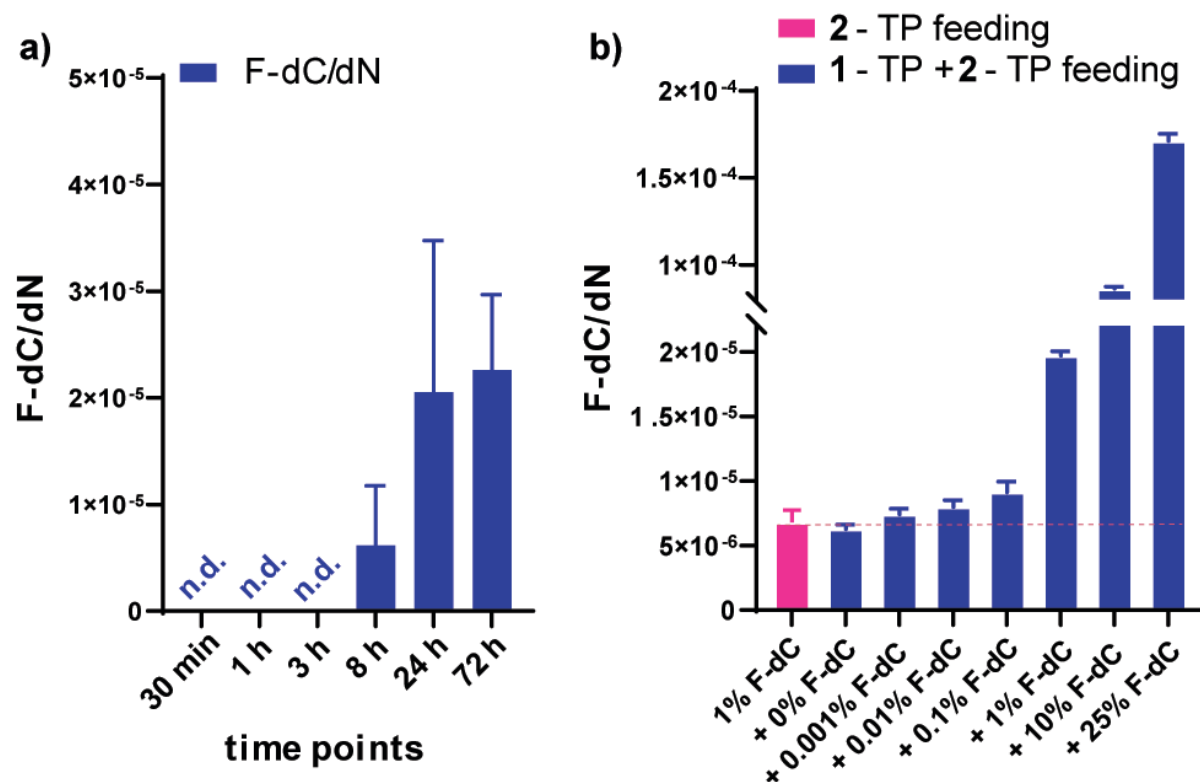 a)
F-dC/dN
5×10⁻⁵
4×10⁻⁵
3×10⁻⁵
2×10⁻⁵
1×10⁻⁵
0
F-dC/dN
n.d.
n.d.
n.d.
30 min
1 h
3 h
8 h
24 h
72 h
time points
b)
2 - TP feeding
1 - TP + 2 - TP feeding
2×10⁻⁴
1.5×10⁻⁴
1×10⁻⁴
2×10⁻⁵
1.5×10⁻⁵
1×10⁻⁵
5×10⁻⁶
0
F-dC/dN
1% F-dC
+ 0% F-dC
+ 0.001% F-dC
+ 0.01% F-dC
+ 0.1% F-dC
+ 1% F-dC
+ 10% F-dC
+ 25% F-dC